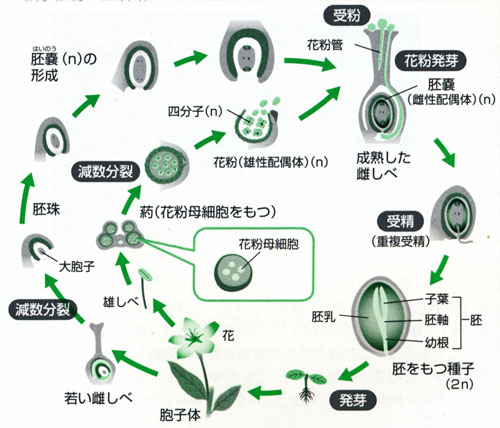 受粉
はいのう
胚嚢(n)の
形成
花粉管
花粉発芽
胚嚢
(雌性配偶体)(n)
四分子(n)
減数分裂
花粉(雄性配偶体)(n)
成熟した
雌しべ
胚珠
葯(花粉母細胞をもつ)
受精
(重複受精)
大胞子
花粉母細胞
減数分裂
雄しべ
子葉
胚乳
胚軸
胚
幼根
花
胚をもつ種子
(2n)
若い雌しべ
胞子体
発芽